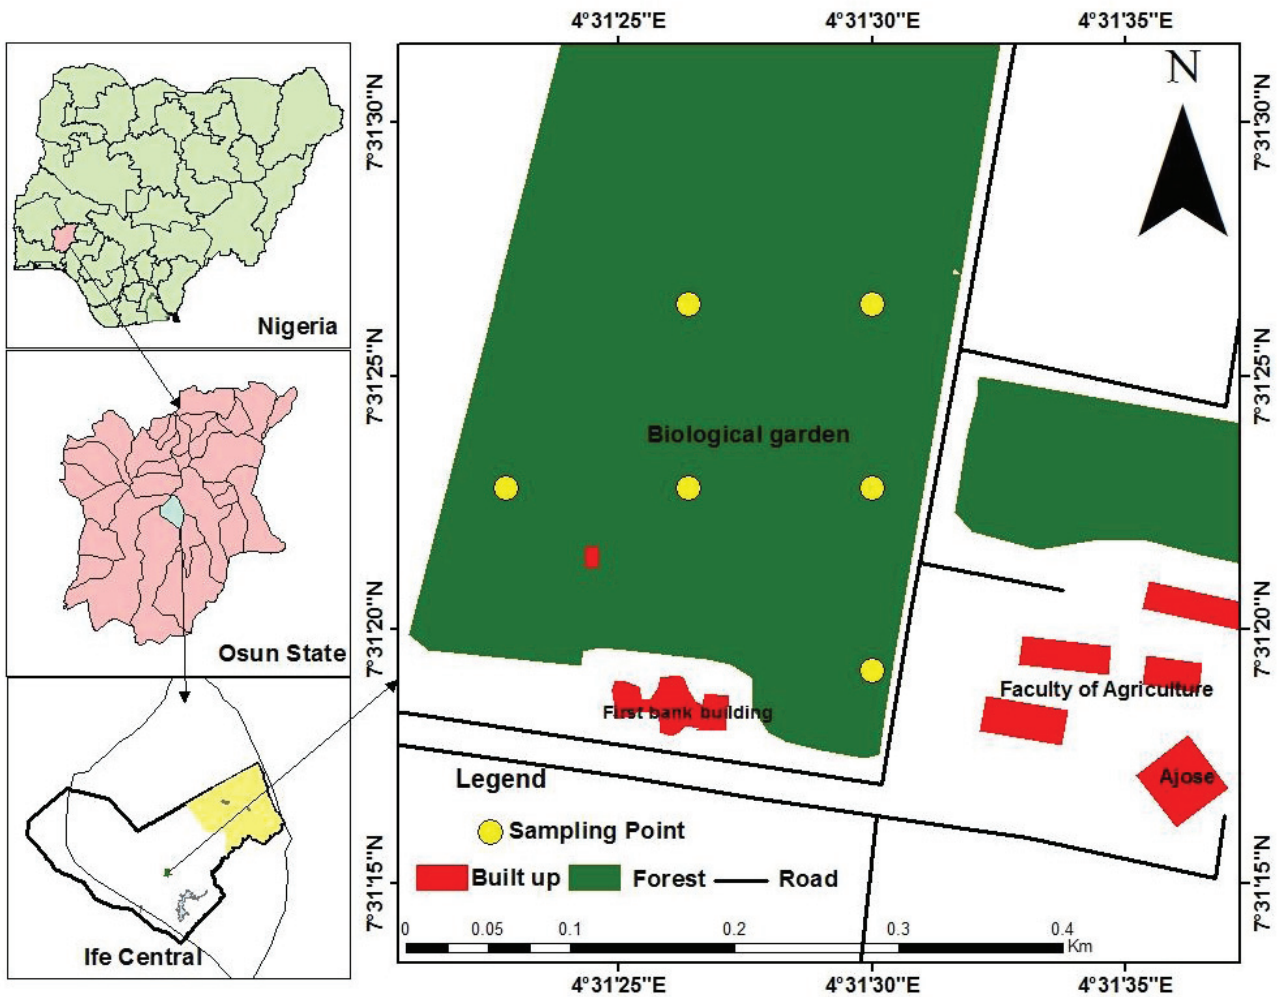 4°31'25"E
4°31'30"E
4°31'35"E
N
7°31'30"N
7°31'30"N
Nigeria
7°31'25"N
7°31'25"N
Biological garden
7°31'20"N
7°31'20"N
Osun State
Faculty of Agriculture
First bank building
Ajose
Legend
Sampling Point
Built up
Forest
Road
7°31'15"N
7°31'15"N
0 0.05 0.1 0.2 0.3 0.4
Km
Ife Central
4°31'25"E
4°31'30"E
4°31'35"E